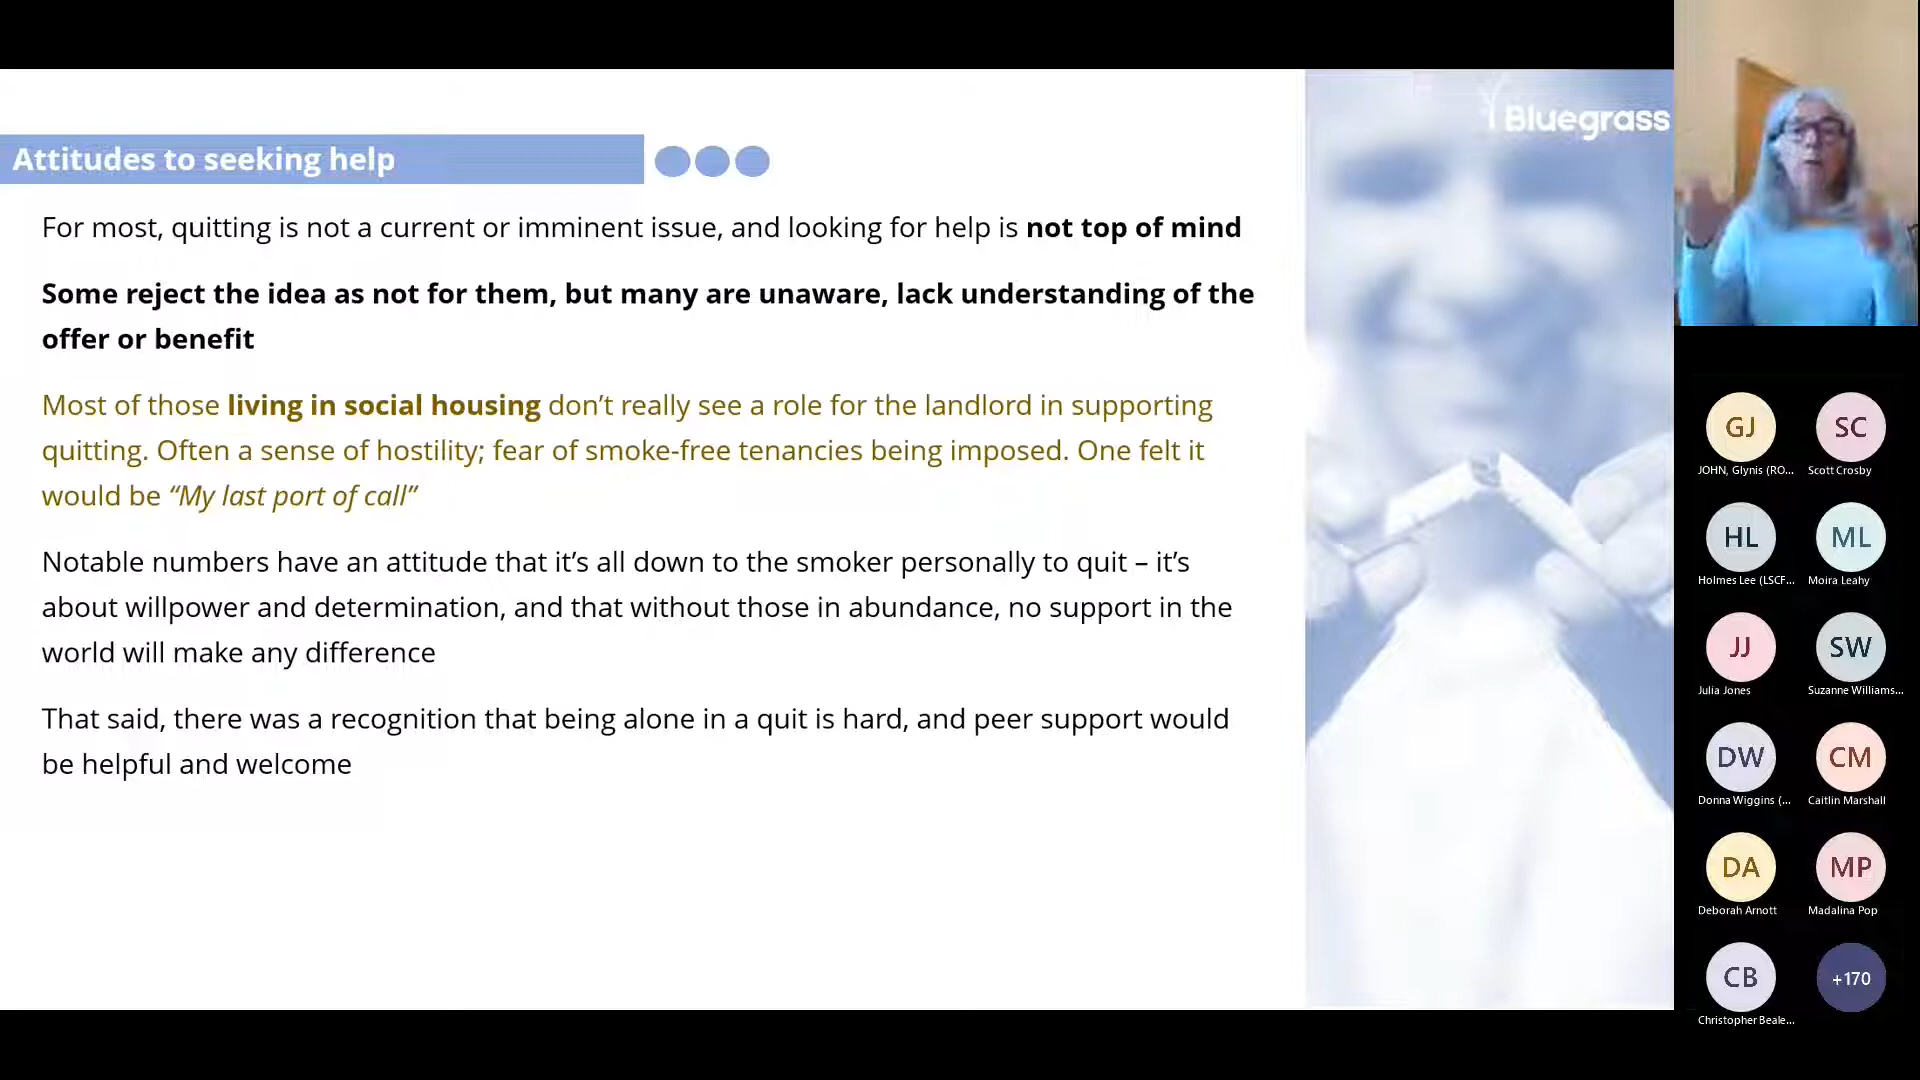 Bluegrass
Attitudes to seeking help
For most, quitting is not a current or imminent issue, and looking for help is not top of mind
Some reject the idea as not for them, but many are unaware, lack understanding of the
offer or benefit
Most of those living in social housing don’t really see a role for the landlord in supporting
quitting. Often a sense of hostility; fear of smoke-free tenancies being imposed. One felt it
would be “My last port of call”
Notable numbers have an attitude that it’s all down to the smoker personally to quit – it’s
about willpower and determination, and that without those in abundance, no support in the
world will make any difference
That said, there was a recognition that being alone in a quit is hard, and peer support would
be helpful and welcome
GJ
JOHN, Glynis (RO...
SC
Scott Crosby
HL
Holmes Lee (LSCF...
ML
Moira Leahy
JJ
Julia Jones
SW
Suzanne Williams...
DW
Donna Wiggins (...
CM
Caitlin Marshall
DA
Deborah Arnott
MP
Madalina Pop
CB
Christopher Beale...
+170